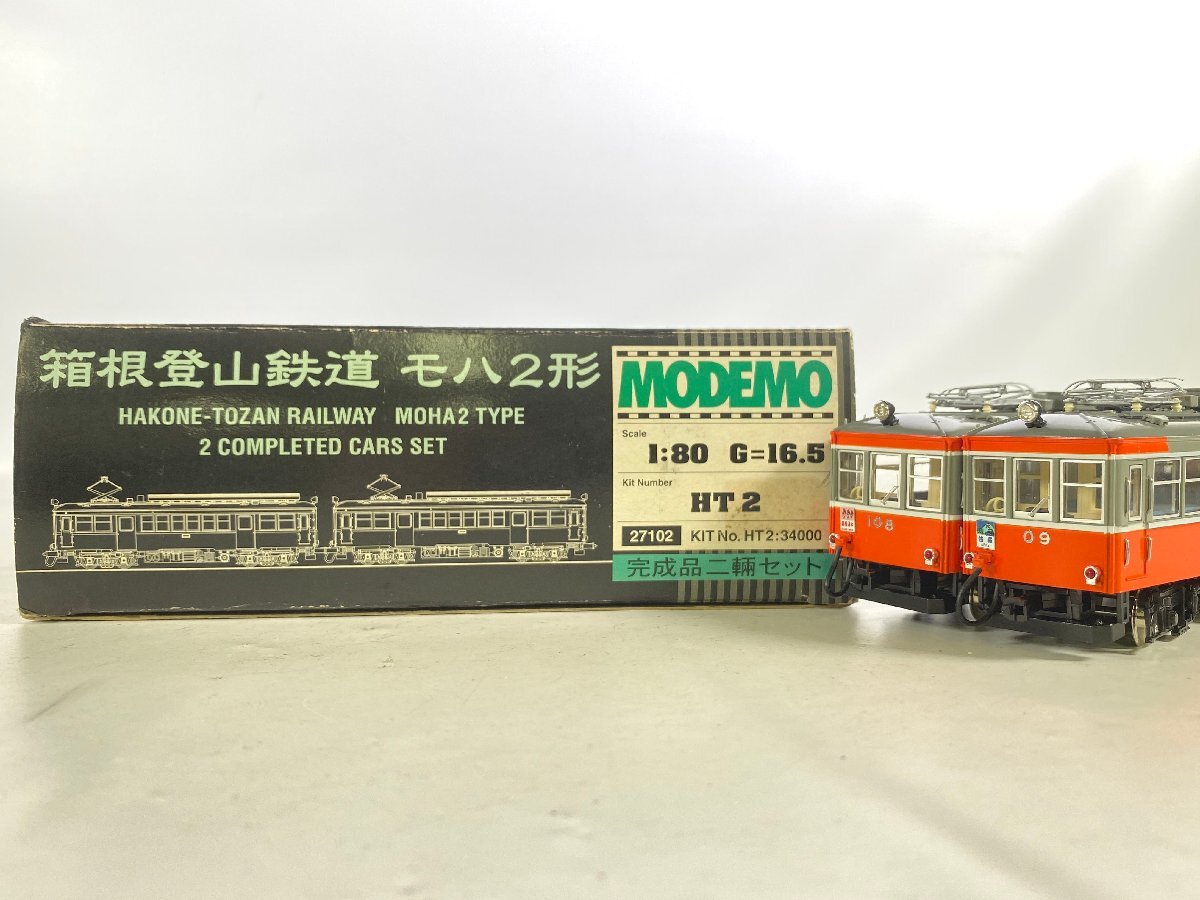 箱根登山鉄道 モハ2形
HAKONE-TOZAN RAILWAY MOHA2 TYPE
2 COMPLETED CARS SET
MODEMO
Scale
1:80 G=16.5
Kit Number
HT 2
27102 KIT No. HT2:34000
完成品二輛セット
108
09